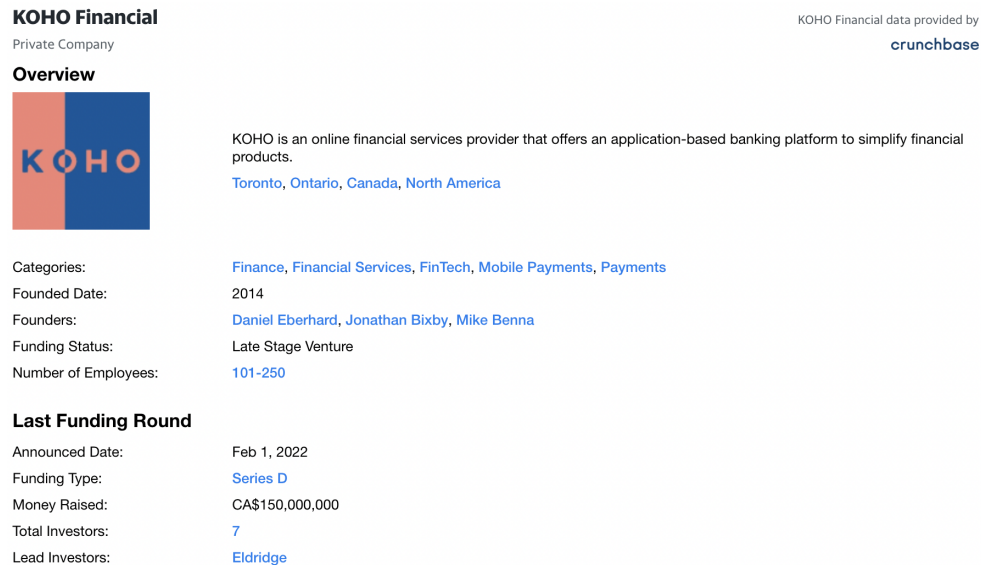 KOHO Financial
KOHO Financial data provided by
Private Company
crunchbase
Overview
KOHO
KOHO is an online financial services provider that offers an application-based banking platform to simplify financial
products.
Toronto, Ontario, Canada, North America
Categories: Finance, Financial Services, FinTech, Mobile Payments, Payments
Founded Date: 2014
Founders: Daniel Eberhard, Jonathan Bixby, Mike Benna
Funding Status: Late Stage Venture
Number of Employees: 101-250
Last Funding Round
Announced Date: Feb 1, 2022
Funding Type: Series D
Money Raised: CA$150,000,000
Total Investors: 7
Lead Investors: Eldridge